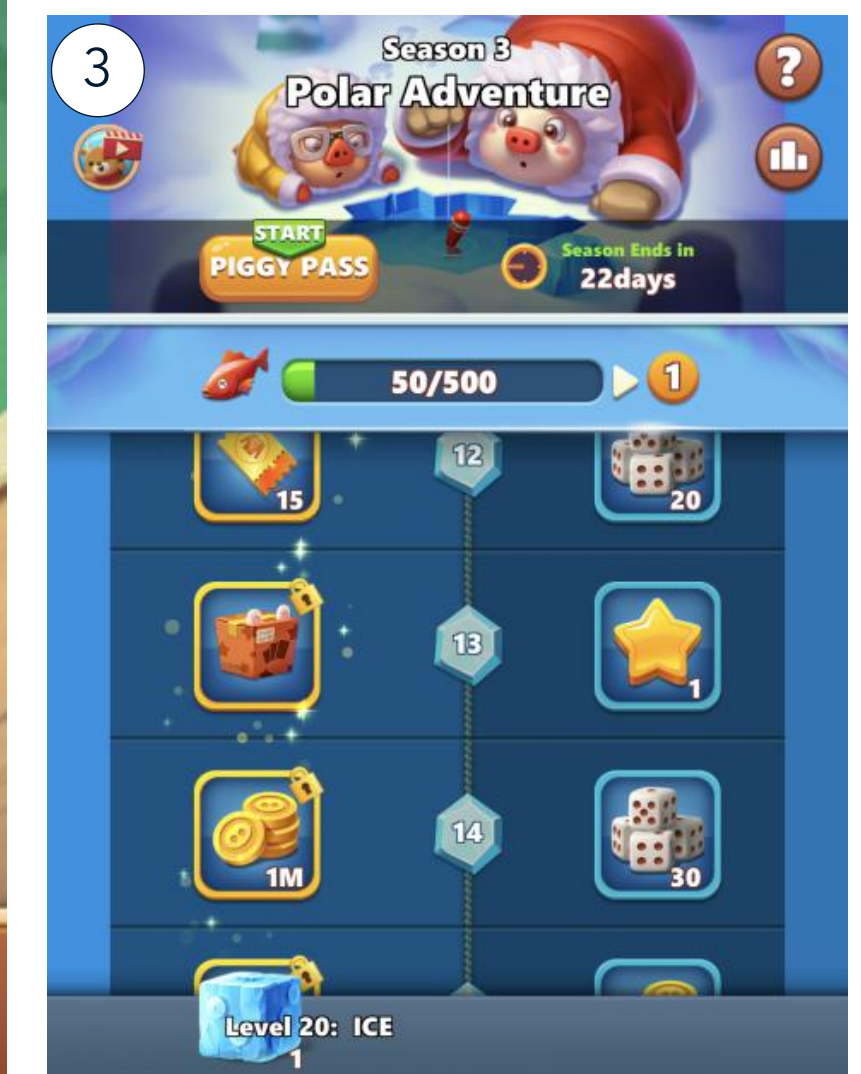 3
Season 3
Polar Adventure
?
START
PIGGY PASS
Season Ends in
22days
50/500
1
15
12
20
13
1
1M
14
30
Level 20: ICE
1